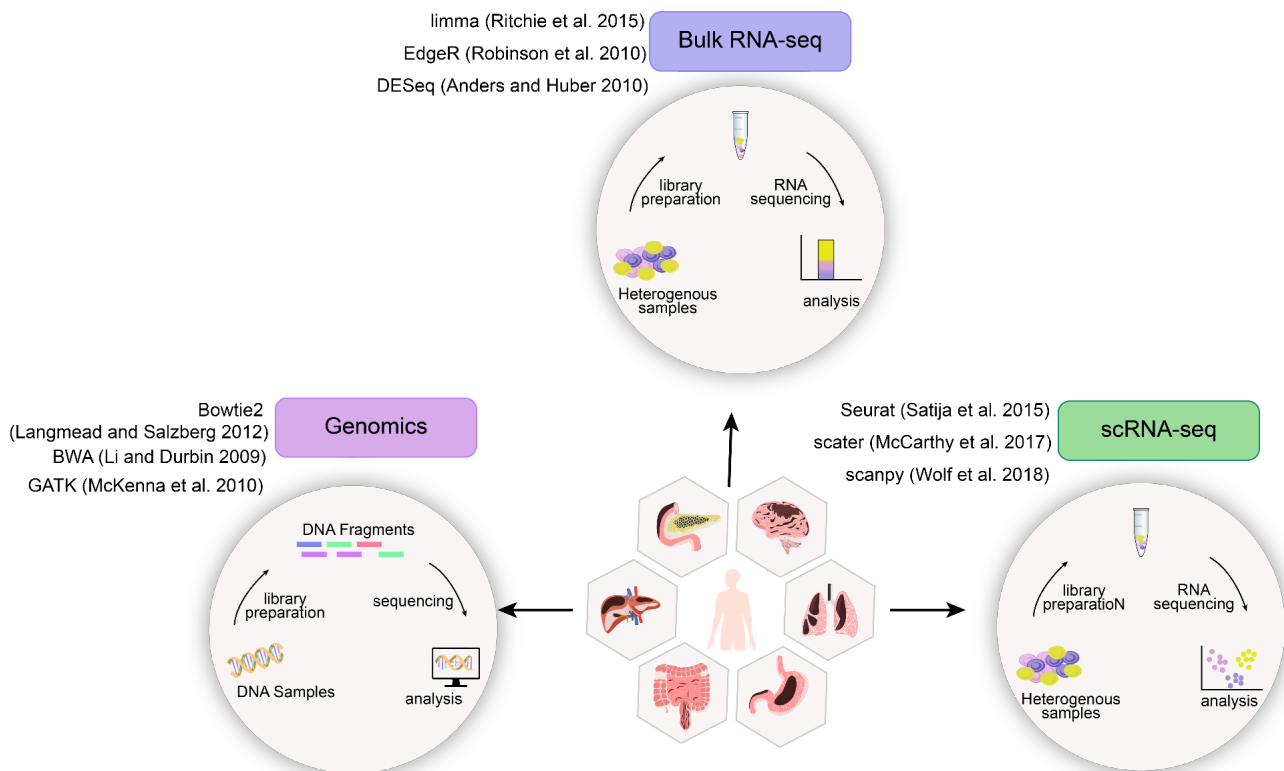 limma (Ritchie et al. 2015)
EdgeR (Robinson et al. 2010)
DESeq (Anders and Huber 2010)
Bulk RNA-seq
library
preparation
RNA
sequencing
Heterogenous
samples
analysis
Bowtie2
(Langmead and Salzberg 2012)
BWA (Li and Durbin 2009)
GATK (McKenna et al. 2010)
Genomics
DNA Fragments
library
preparation
sequencing
DNA Samples
analysis
Seurat (Satija et al. 2015)
scater (McCarthy et al. 2017)
scanpy (Wolf et al. 2018)
scRNA-seq
library
preparatioN
RNA
sequencing
Heterogenous
samples
analysis